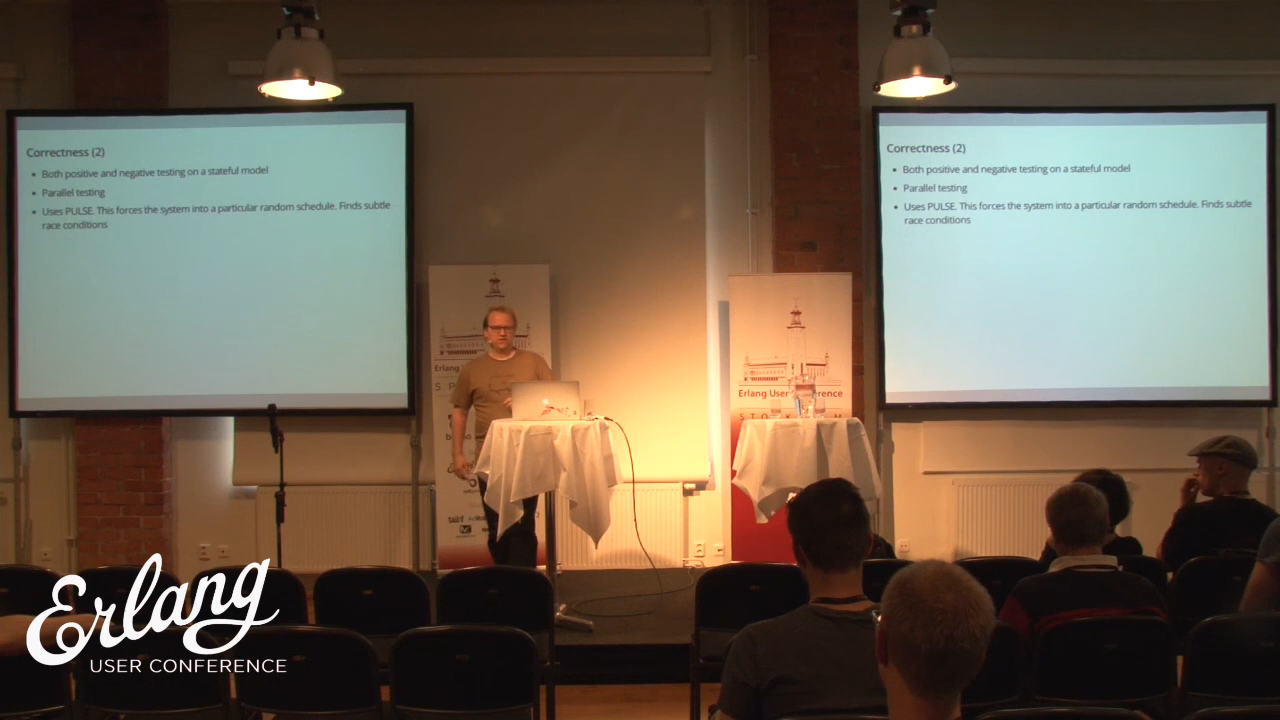 Correctness (2)
• Both positive and negative testing on a stateful model
• Parallel testing
• Uses PULSE. This forces the system into a particular random schedule. Finds subtle
race conditions
Correctness (2)
• Both positive and negative testing on a stateful model
• Parallel testing
• Uses PULSE. This forces the system into a particular random schedule. Finds subtle
race conditions
Erlang
Erlang User
Erlang
USER CONFERENCE